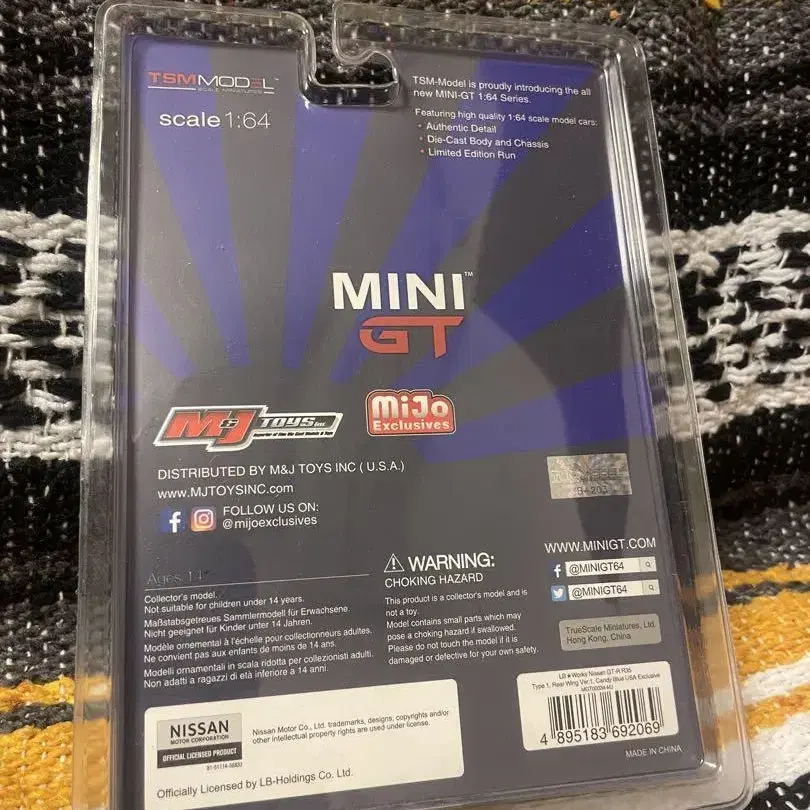 TSMMODEL™
SCALE MINIATURES
scale 1:64
TSM-Model is proudly introducing the all
new MINI-GT 1:64 Series.
Featuring high quality 1:64 scale model cars:
• Authentic Detail
• Die-Cast Body and Chassis
• Limited Edition Run
MINI™
GT
M&J TOYS inc.
MiJo
Exclusives
DISTRIBUTED BY M&J TOYS INC ( U.S.A.)
www.MJTOYSINC.com
FOLLOW US ON:
@mijoexclusives
Ages 14+
Collector's model.
Not suitable for children under 14 years.
Maßstabsgetreues Sammlermodell für Erwachsene.
Nicht geeignet für Kinder unter 14 Jahren.
Modèle ornemental à l'échelle pour collectionneurs adultes.
Ne convient pas aux enfants de moins de 14 ans.
Modelli ornamentali in scala ridotta per collezionisti adulti.
Non adatti a ragazzi di età inferiore a 14 anni.
WARNING:
CHOKING HAZARD
This product is a collector's model and is
not a toy.
Model contains small parts which may
pose a choking hazard if swallowed.
Please do not touch the model if it is
damaged or defective for your own safety.
WWW.MINIGT.COM
@MINIGT64
@MINIGT64
TrueScale Miniatures, Ltd.
Hong Kong, China
NISSAN
MOTOR CORPORATION
OFFICIAL LICENSED PRODUCT
Nissan Motor Co., Ltd. trademarks, designs, copyrights and/or
other intellectual property rights are used under license.
Officially Licensed by LB-Holdings Co. Ltd.
LB★Works Nissan GT-R R35
Type 1, Rear Wing Ver.1, Candy Blue USA Exclusive
4 895183 692069
MADE IN CHINA